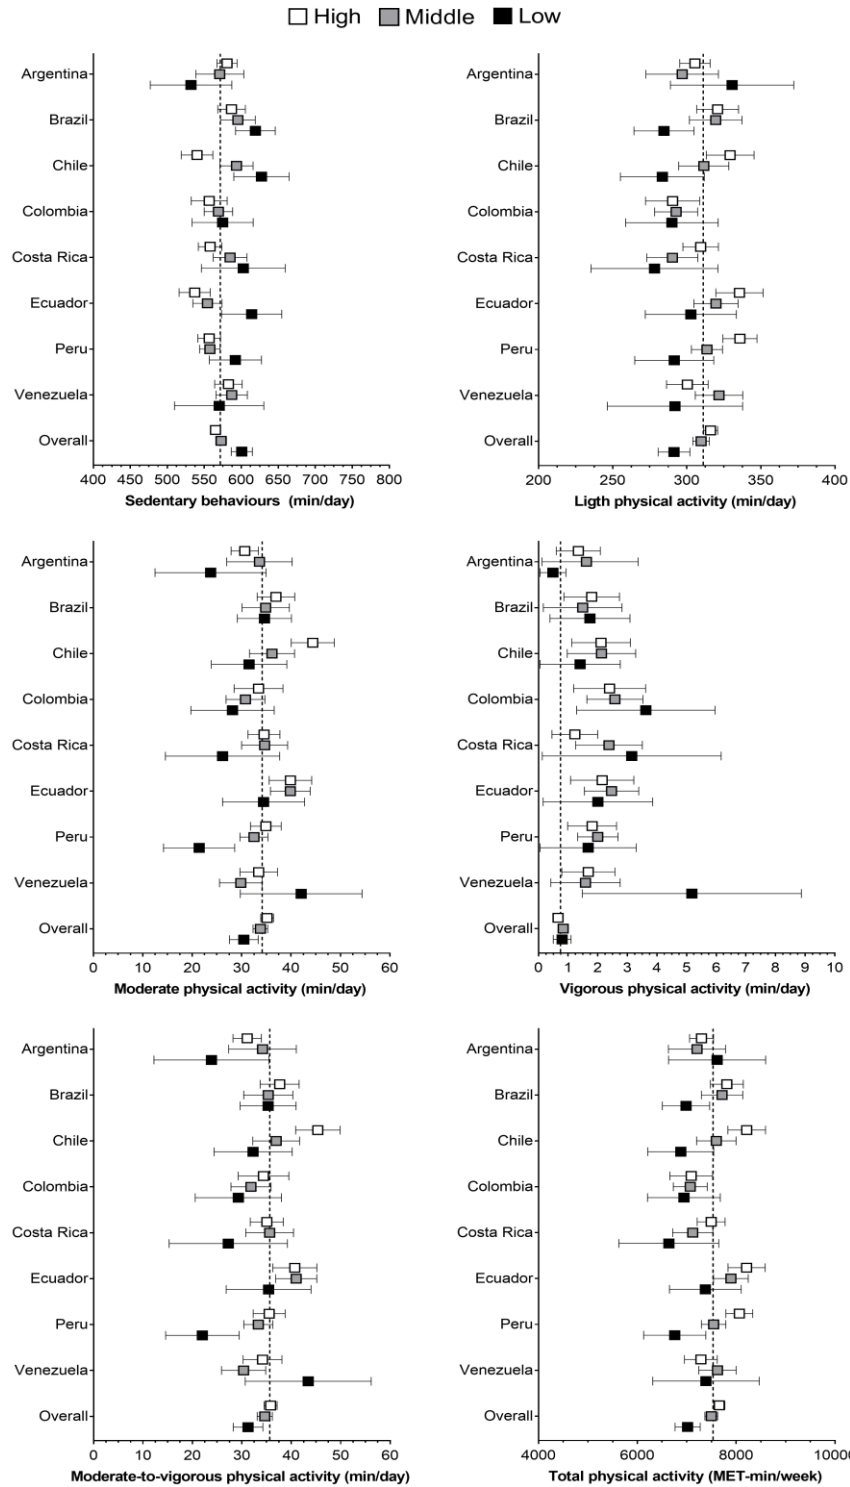 High Middle Low
Argentina
Brazil
Chile
Colombia
Costa Rica
Ecuador
Peru
Venezuela
Overall
400 450 500 550 600 650 700 750 800
Sedentary behaviours (min/day)
Argentina
Brazil
Chile
Colombia
Costa Rica
Ecuador
Peru
Venezuela
Overall
200 250 300 350 400
Ligth physical activity (min/day)
Argentina
Brazil
Chile
Colombia
Costa Rica
Ecuador
Peru
Venezuela
Overall
0 10 20 30 40 50 60
Moderate physical activity (min/day)
Argentina
Brazil
Chile
Colombia
Costa Rica
Ecuador
Peru
Venezuela
Overall
0 1 2 3 4 5 6 7 8 9 10
Vigorous physical activity (min/day)
Argentina
Brazil
Chile
Colombia
Costa Rica
Ecuador
Peru
Venezuela
Overall
0 10 20 30 40 50 60
Moderate-to-vigorous physical activity (min/day)
Argentina
Brazil
Chile
Colombia
Costa Rica
Ecuador
Peru
Venezuela
Overall
4000 6000 8000 10000
Total physical activity (MET-min/week)